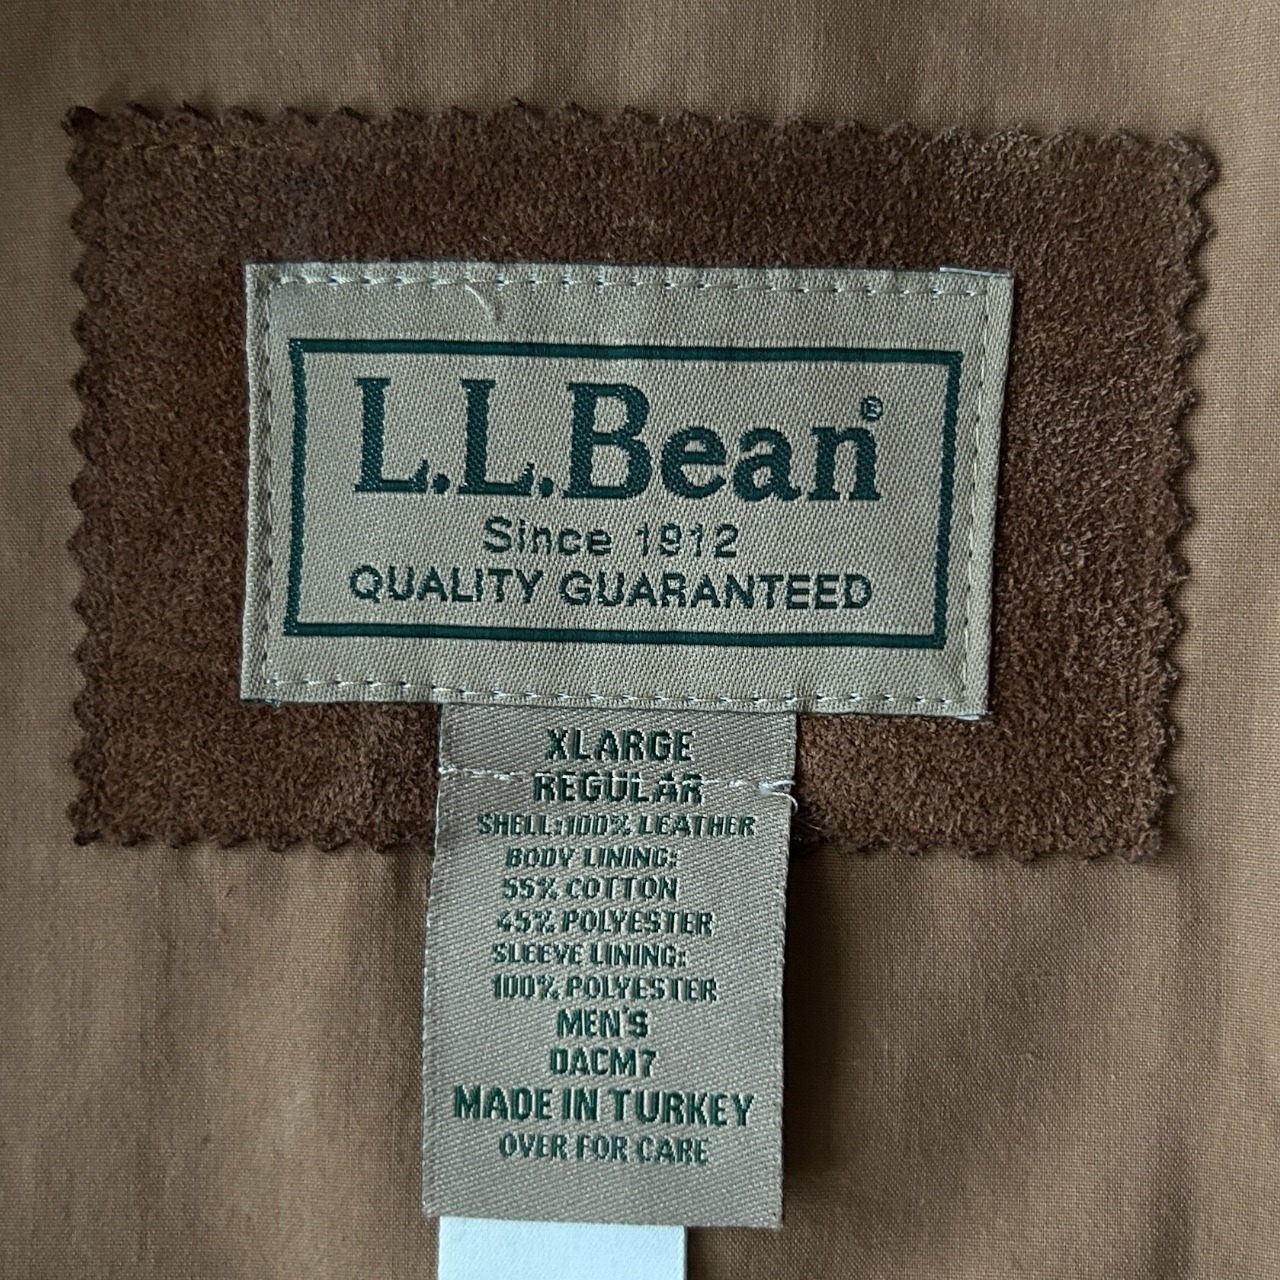 L.L.Bean®
Since 1912
QUALITY GUARANTEED
XLARGE
REGULAR
SHELL:100% LEATHER
BODY LINING:
55% COTTON
45% POLYESTER
SLEEVE LINING:
100% POLYESTER
MEN'S
0ACM7
MADE IN TURKEY
OVER FOR CARE